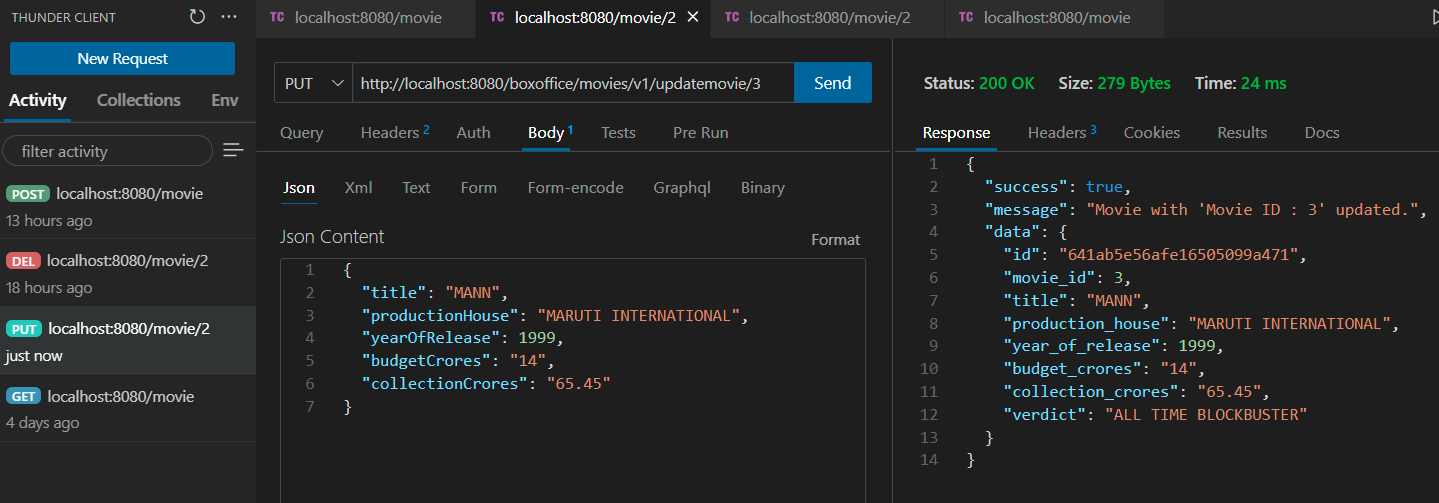 THUNDER CLIENT
New Request
Activity Collections Env
filter activity
POST localhost:8080/movie
13 hours ago
DEL localhost:8080/movie/2
18 hours ago
PUT localhost:8080/movie/2
just now
GET localhost:8080/movie
4 days ago
TC localhost:8080/movie
TC localhost:8080/movie/2
TC localhost:8080/movie/2
TC localhost:8080/movie
PUT http://localhost:8080/boxoffice/movies/v1/updatemovie/3 Send
Query Headers 2 Auth Body 1 Tests Pre Run
Json Xml Text Form Form-encode Graphql Binary
Json Content Format
1 {
2 "title": "MANN",
3 "productionHouse": "MARUTI INTERNATIONAL",
4 "yearOfRelease": 1999,
5 "budgetCrores": "14",
6 "collectionCrores": "65.45"
7 }
Status: 200 OK Size: 279 Bytes Time: 24 ms
Response Headers 3 Cookies Results Docs
1 {
2 "success": true,
3 "message": "Movie with 'Movie ID : 3' updated.",
4 "data": {
5 "id": "641ab5e56afe16505099a471",
6 "movie_id": 3,
7 "title": "MANN",
8 "production_house": "MARUTI INTERNATIONAL",
9 "year_of_release": 1999,
10 "budget_crores": "14",
11 "collection_crores": "65.45",
12 "verdict": "ALL TIME BLOCKBUSTER"
13 }
14 }